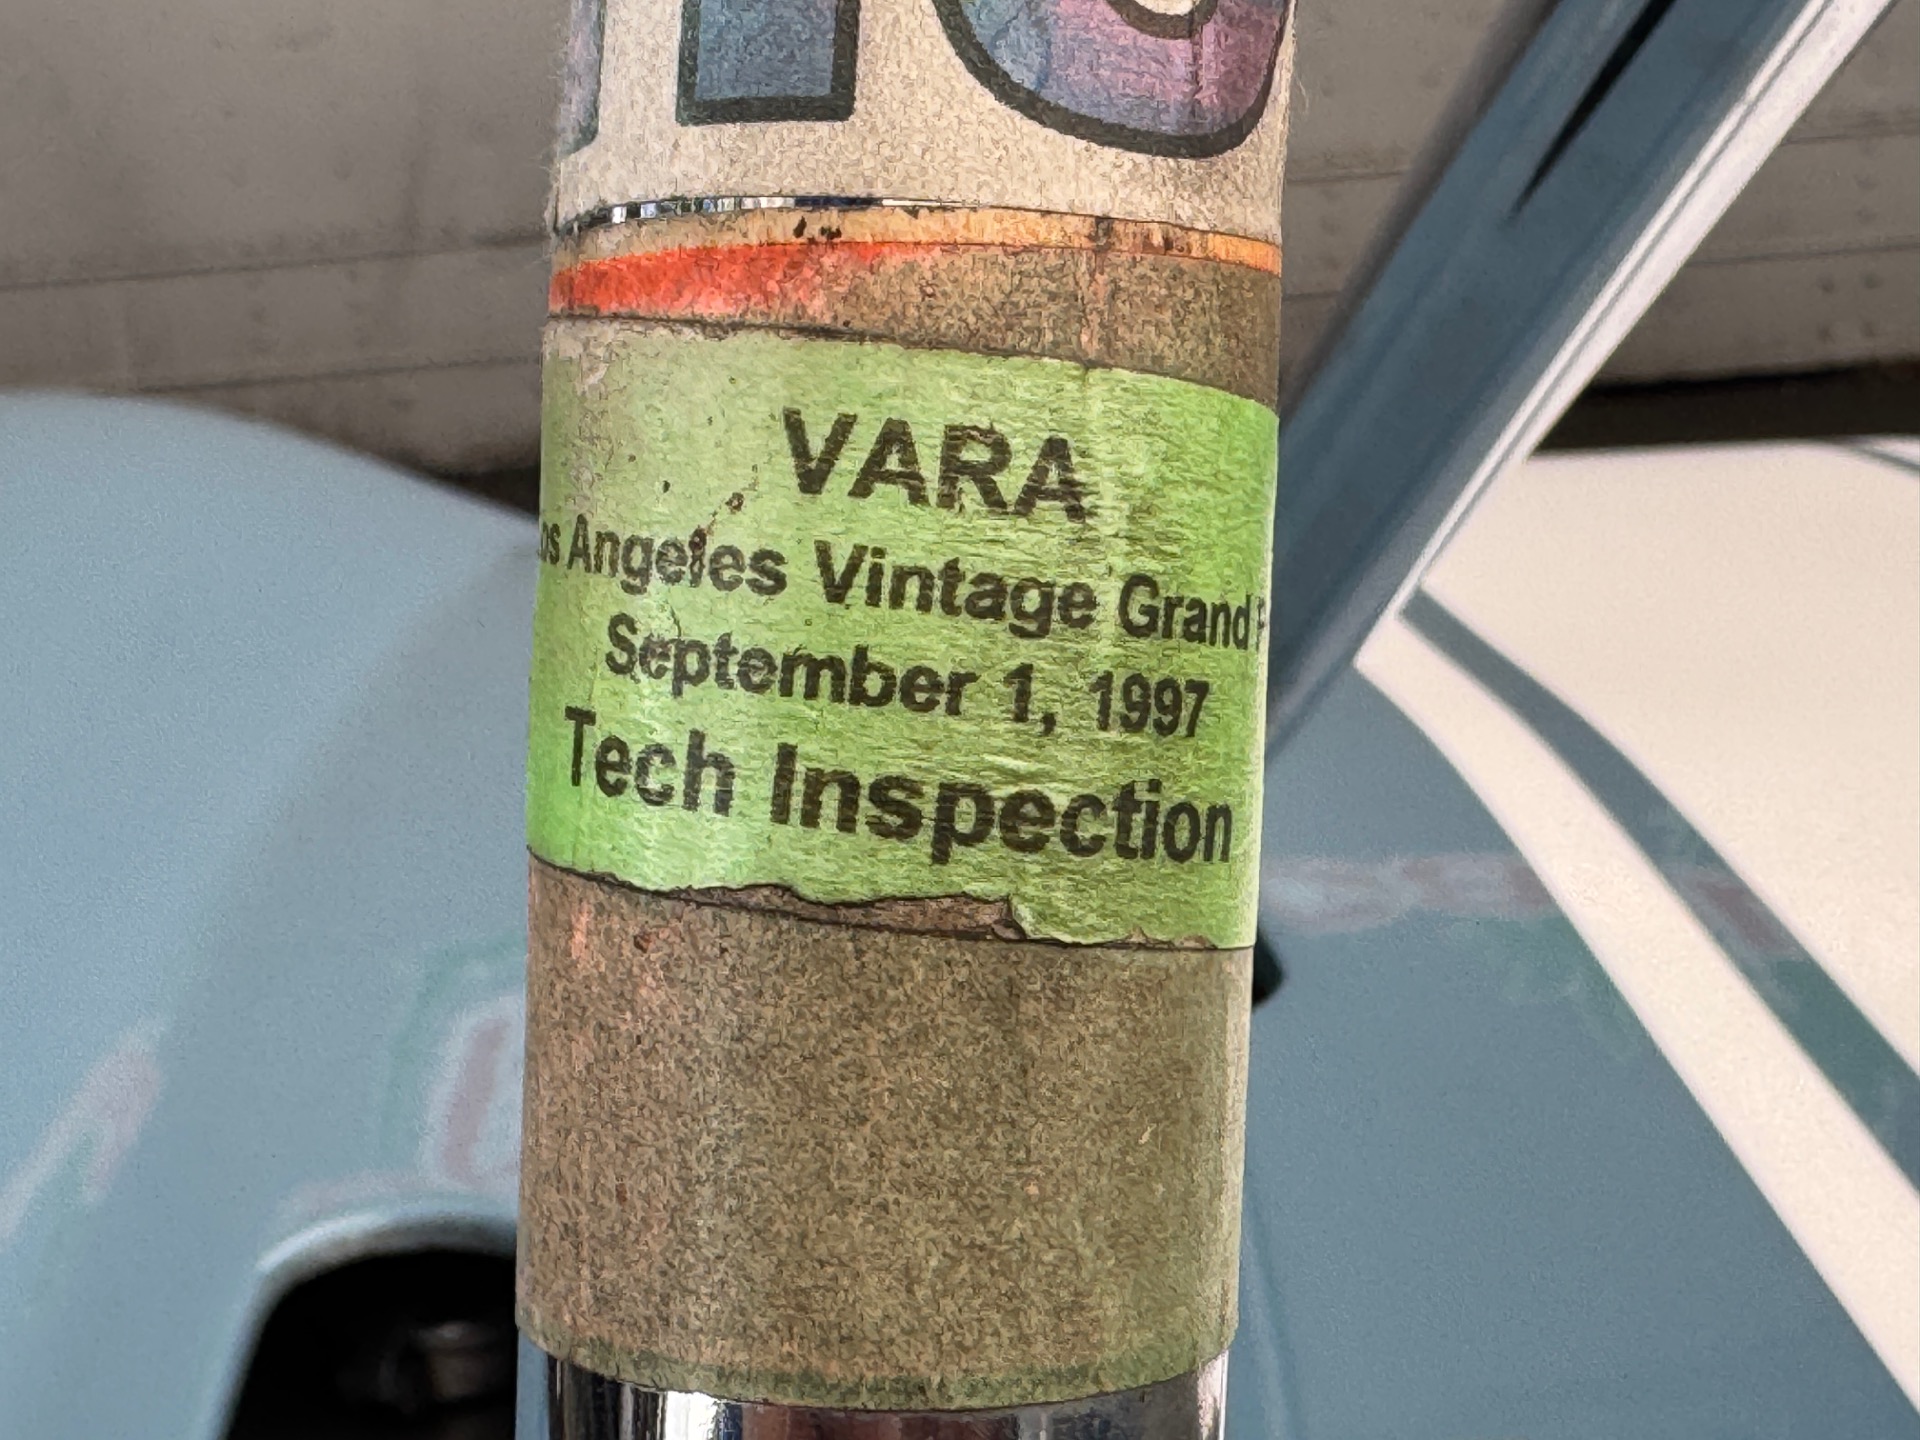 VARA
os Angeles Vintage Grand P
September 1, 1997
Tech Inspection